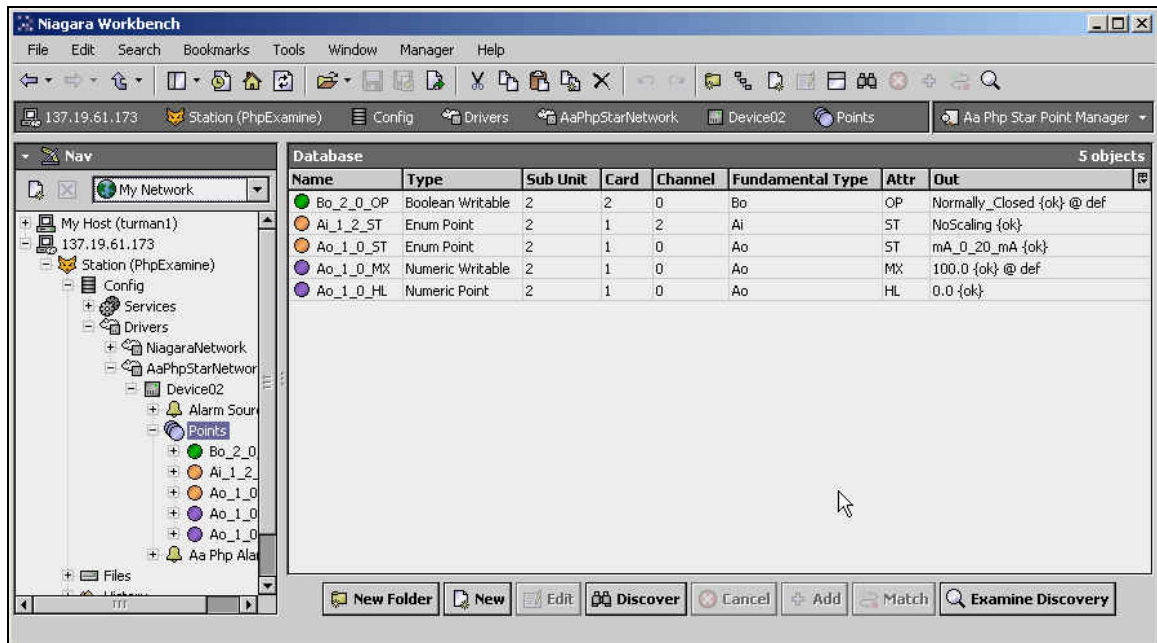 Niagara Workbench
File Edit Search Bookmarks Tools Window Manager Help
137.19.61.173 Station (PhpExamine) Config Drivers AaPhpStarNetwork Device02 Points Aa Php Star Point Manager
Nav
My Network
My Host (turman1)
137.19.61.173
Station (PhpExamine)
Config
Services
Drivers
NiagaraNetwork
AaPhpStarNetwor
Device02
Alarm Sour
Points
Bo_2_0
Ai_1_2_
Ao_1_0
Ao_1_0
Ao_1_0
Aa Php Ala
Files
Database 5 objects
Name Type Sub Unit Card Channel Fundamental Type Attr Out
Bo_2_0_OP Boolean Writable 2 2 0 Bo OP Normally_Closed {ok} @ def
Ai_1_2_ST Enum Point 2 1 2 Ai ST NoScaling {ok}
Ao_1_0_ST Enum Point 2 1 0 Ao ST mA_0_20_mA {ok}
Ao_1_0_MX Numeric Writable 2 1 0 Ao MX 100.0 {ok} @ def
Ao_1_0_HL Numeric Point 2 1 0 Ao HL 0.0 {ok}
New Folder New Edit Discover Cancel Add Match Examine Discovery